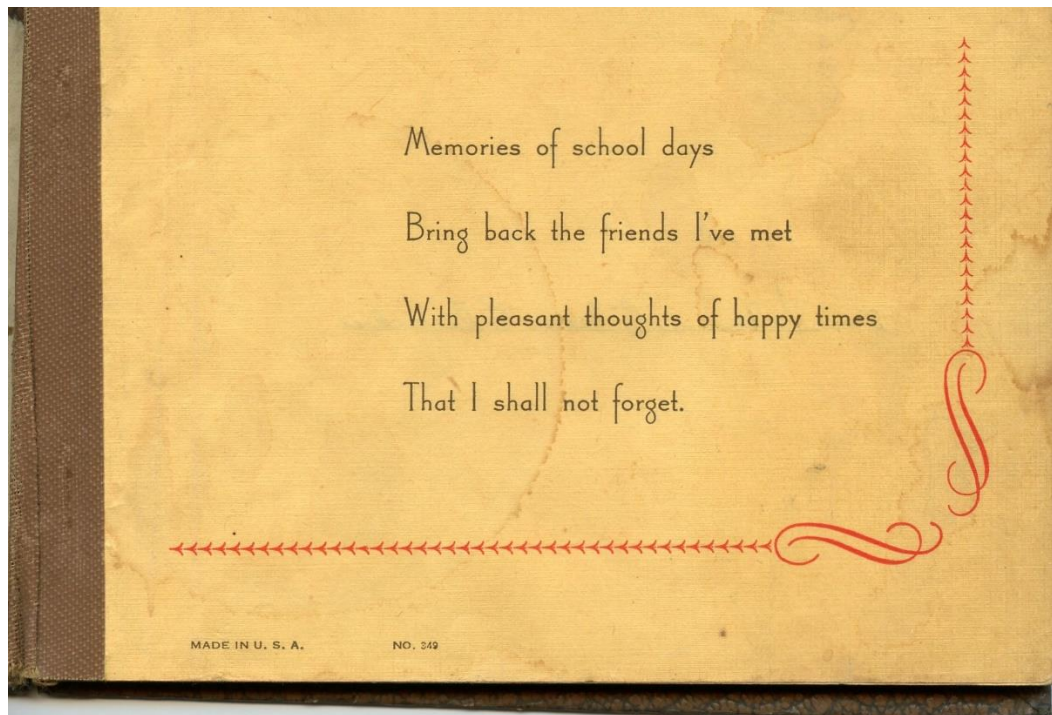 Memories of school days
Bring back the friends I've met
With pleasant thoughts of happy times
That I shall not forget.
MADE IN U. S. A. NO. 349